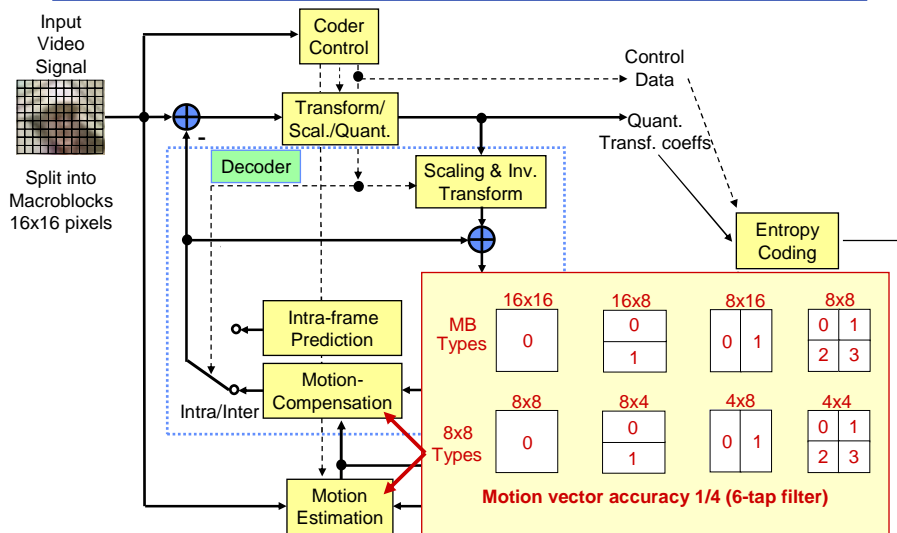 Input
Video
Signal
Split into
Macroblocks
16x16 pixels
Coder
Control
Transform/
Scal./Quant.
-
Decoder
Scaling & Inv.
Transform
Control
Data
Quant.
Transf. coeffs
Entropy
Coding
Intra-frame
Prediction
Motion-
Compensation
Intra/Inter
Motion
Estimation
16x16 16x8 8x16 8x8
MB
Types
0
0
1
0 1
0 1
2 3
8x8 8x4 4x8 4x4
8x8
Types
0
0
1
0 1
0 1
2 3
Motion vector accuracy 1/4 (6-tap filter)